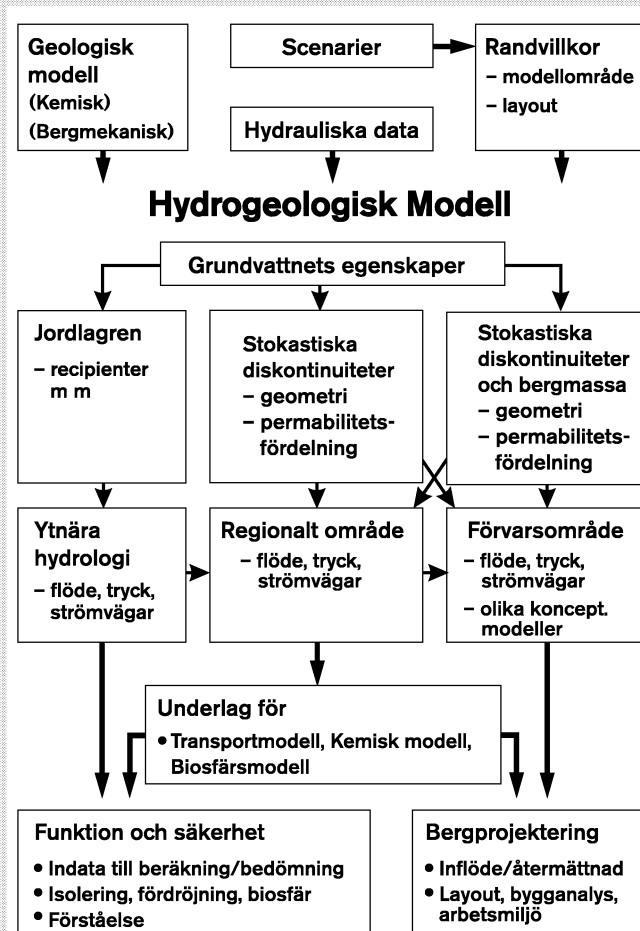 Geologisk
modell
(Kemisk)
(Bergmekanisk)
Scenarier
Randvillkor
– modellområde
– layout
Hydrauliska data
Hydrogeologisk Modell
Grundvattnets egenskaper
Jordlagren
– recipienter
m m
Stokastiska
diskontinuiteter
– geometri
– permabilitets-
fördelning
Stokastiska
diskontinuiteter
och bergmassa
– geometri
– permabilitets-
fördelning
Ytnära
hydrologi
– flöde, tryck,
strömvägar
Regionalt område
– flöde, tryck,
strömvägar
Förvarsområde
– flöde, tryck,
strömvägar
– olika koncept.
modeller
Underlag för
• Transportmodell, Kemisk modell,
Biosfärsmodell
Funktion och säkerhet
• Indata till beräkning/bedömning
• Isolering, fördröjning, biosfär
• Förståelse
Bergprojektering
• Inflöde/återmättnad
• Layout, bygganalys,
arbetsmiljö